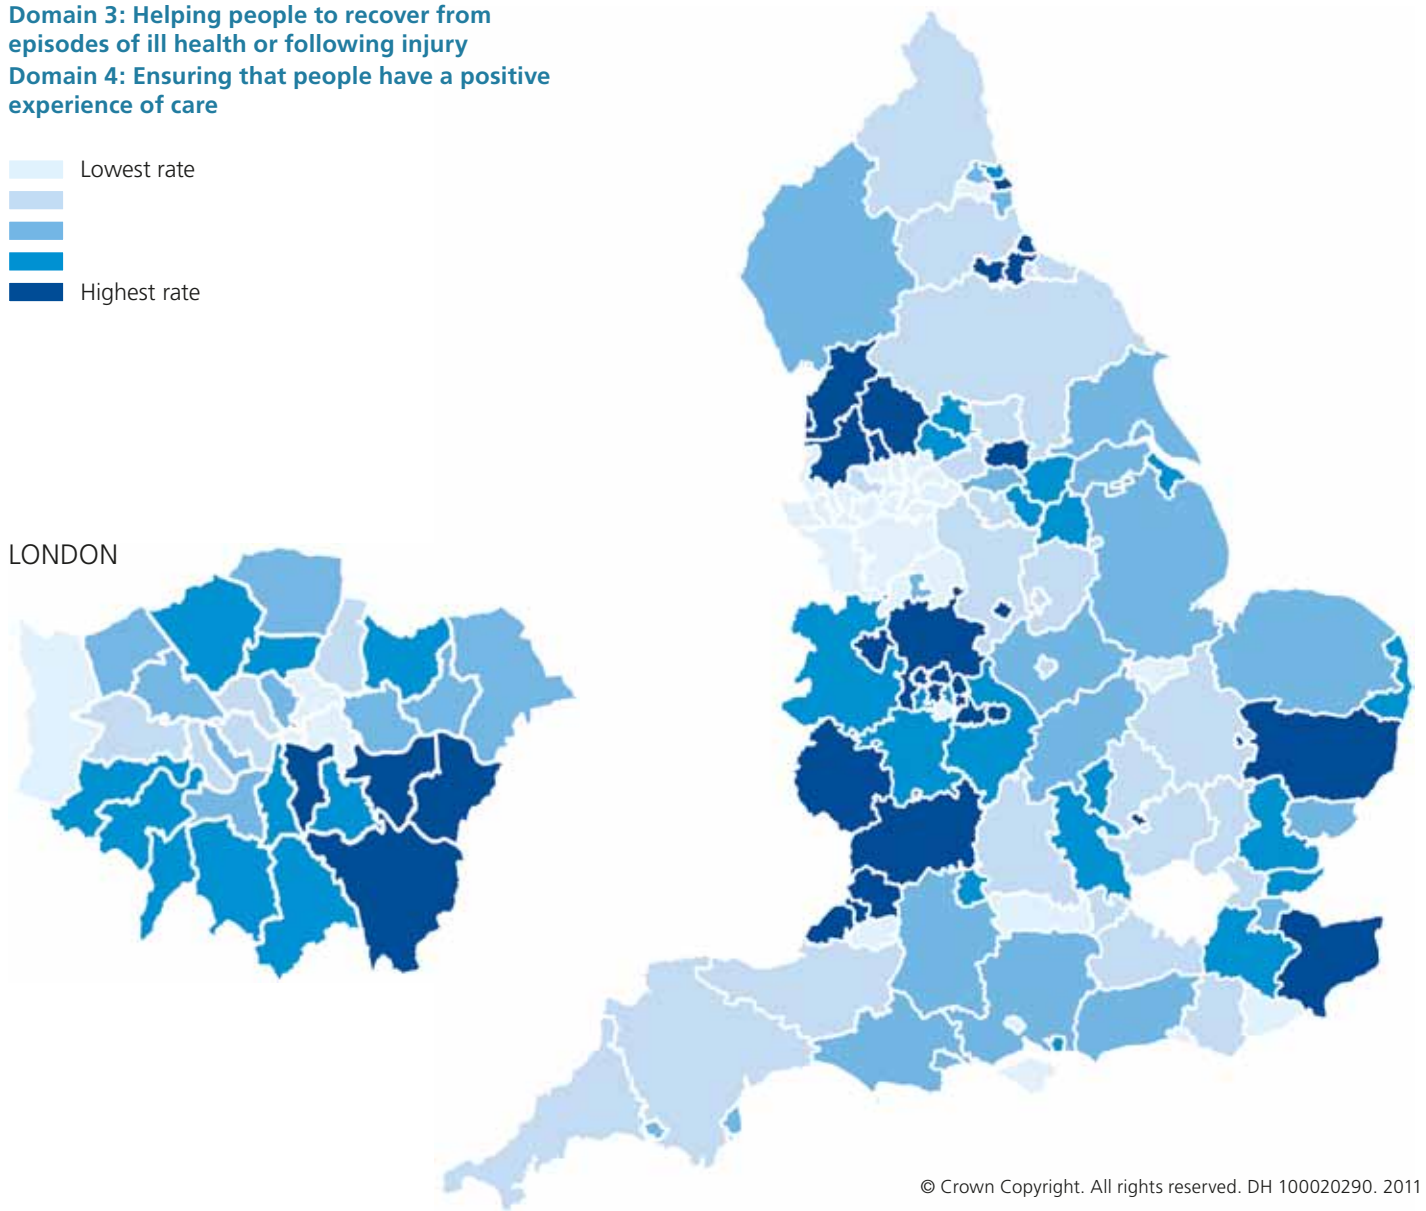 Domain 3: Helping people to recover from
episodes of ill health or following injury
Domain 4: Ensuring that people have a positive
experience of care
Lowest rate
Highest rate
LONDON
© Crown Copyright. All rights reserved. DH 100020290. 2011